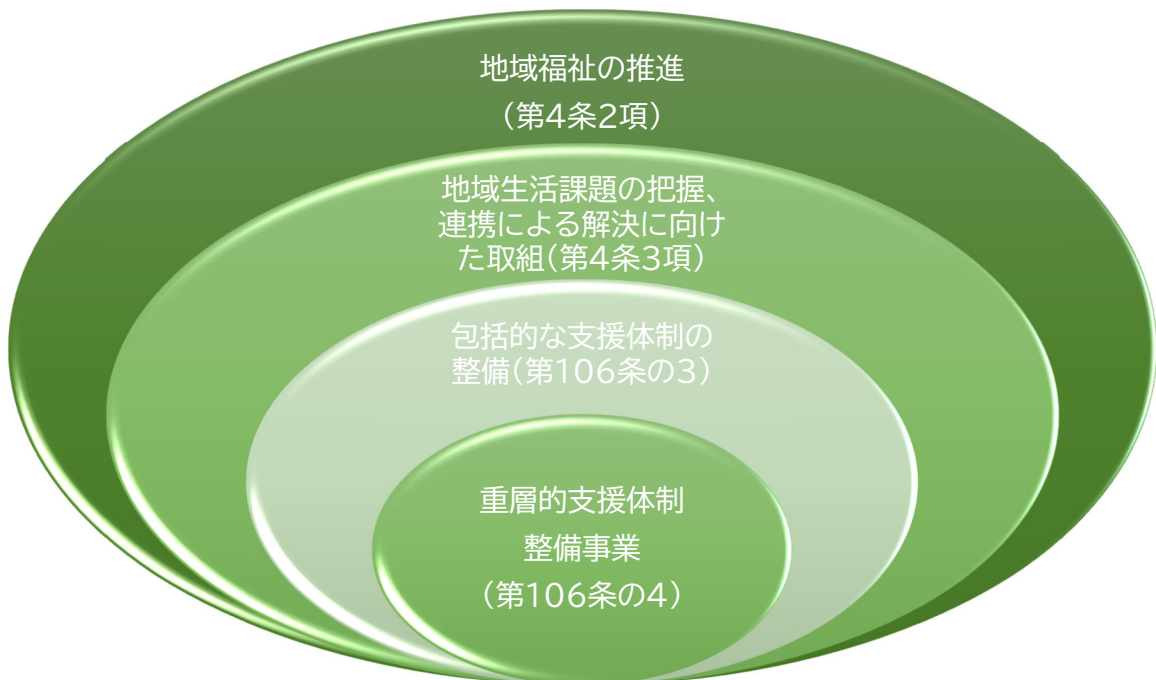 地域福祉の推進
（第4条2項）
地域生活課題の把握、
連携による解決に向け
た取組（第4条3項）
包括的な支援体制の
整備（第106条の3）
重層的支援体制
整備事業
（第106条の4）